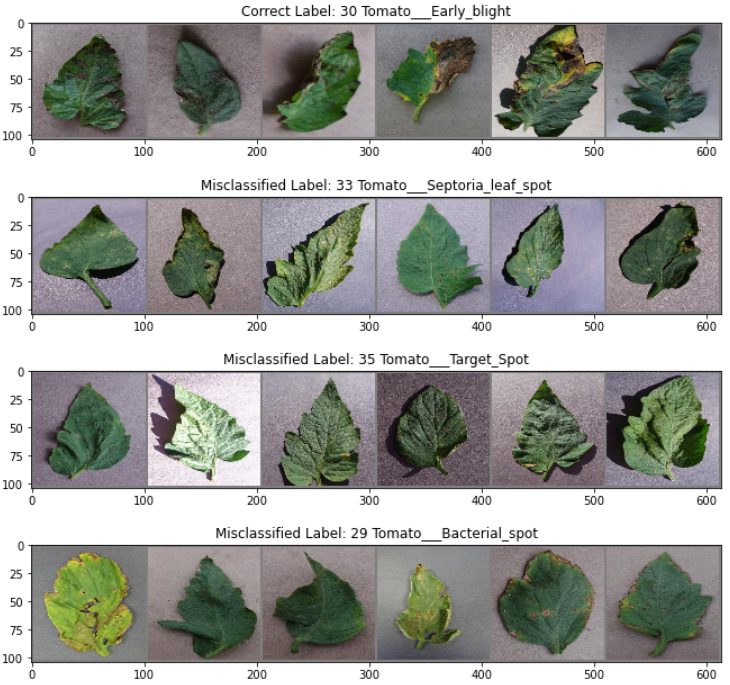 Correct Label: 30 Tomato___Early_blight
0
25
50
75
100
0 100 200 300 400 500 600
Misclassified Label: 33 Tomato___Septoria_leaf_spot
0
25
50
75
100
0 100 200 300 400 500 600
Misclassified Label: 35 Tomato___Target_Spot
0
25
50
75
100
0 100 200 300 400 500 600
Misclassified Label: 29 Tomato___Bacterial_spot
0
25
50
75
100
0 100 200 300 400 500 600